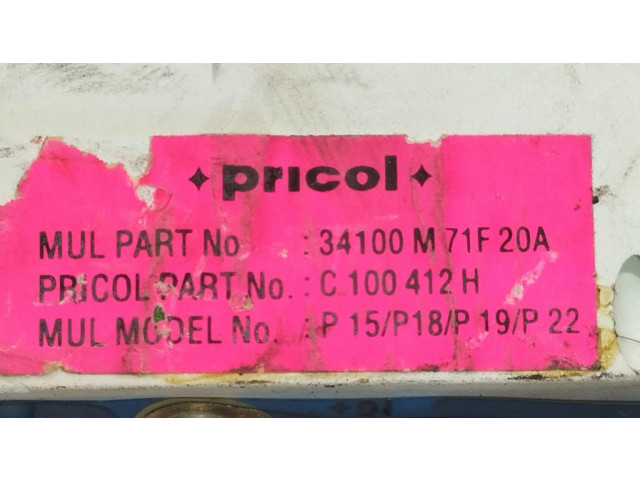 pricol
MUL PART No : 34100 M 71F 20A
PRICOL PART No. : C 100 412 H
MUL MODEL No. : P 15/P18/P 19/P 22